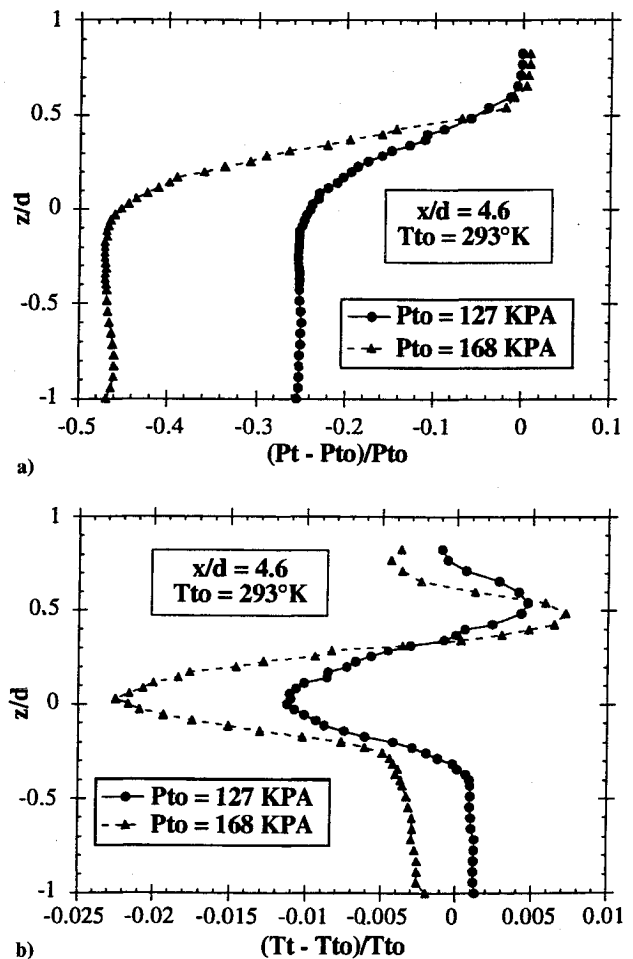 1
0.5
0
-0.5
-1
z/d
x/d = 4.6
Tto = 293°K
Pto = 127 KPA
Pto = 168 KPA
-0.5 -0.4 -0.3 -0.2 -0.1 0 0.1
(Pt - Pto)/Pto
a)
1
0.5
0
-0.5
-1
z/d
x/d = 4.6
Tto = 293°K
Pto = 127 KPA
Pto = 168 KPA
-0.025 -0.02 -0.015 -0.01 -0.005 0 0.005 0.01
(Tt - Tto)/Tto
b)